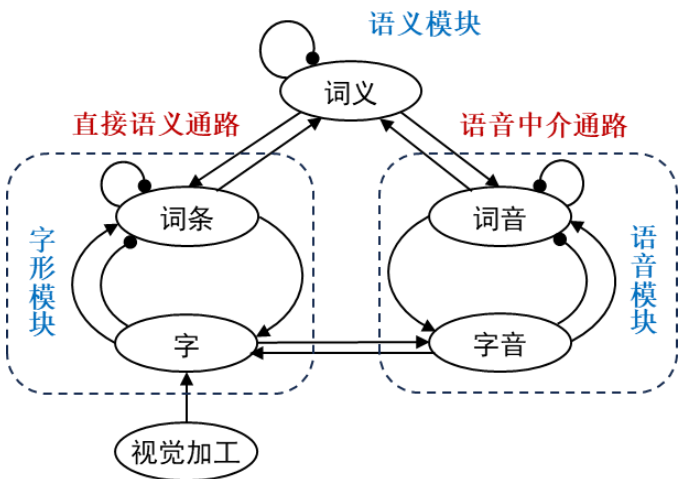 语义模块
词义
直接语义通路
语音中介通路
词条
词音
字形模块
语音模块
字
字音
视觉加工